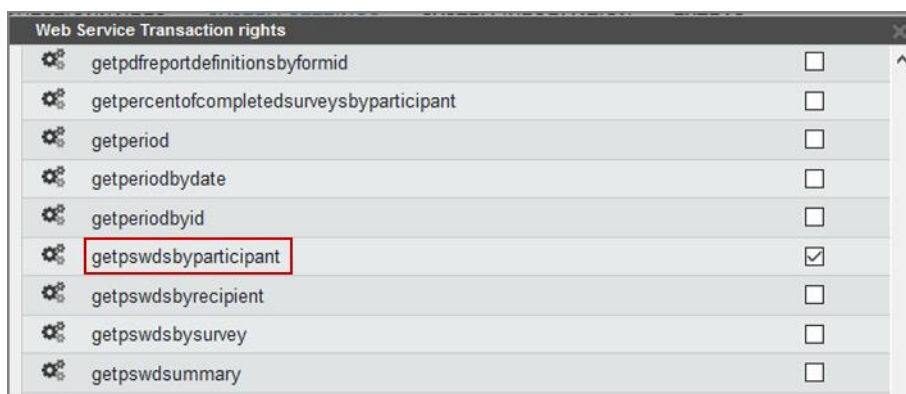 Web Service Transaction rights
getpdfreportdefinitionsbyformid
getpercentofcompletedsurveysbyparticipant
getperiod
getperiodbydate
getperiodbyid
getpswdsbyparticipant
getpswdsbyrecipient
getpswdsbysurvey
getpswdsummary